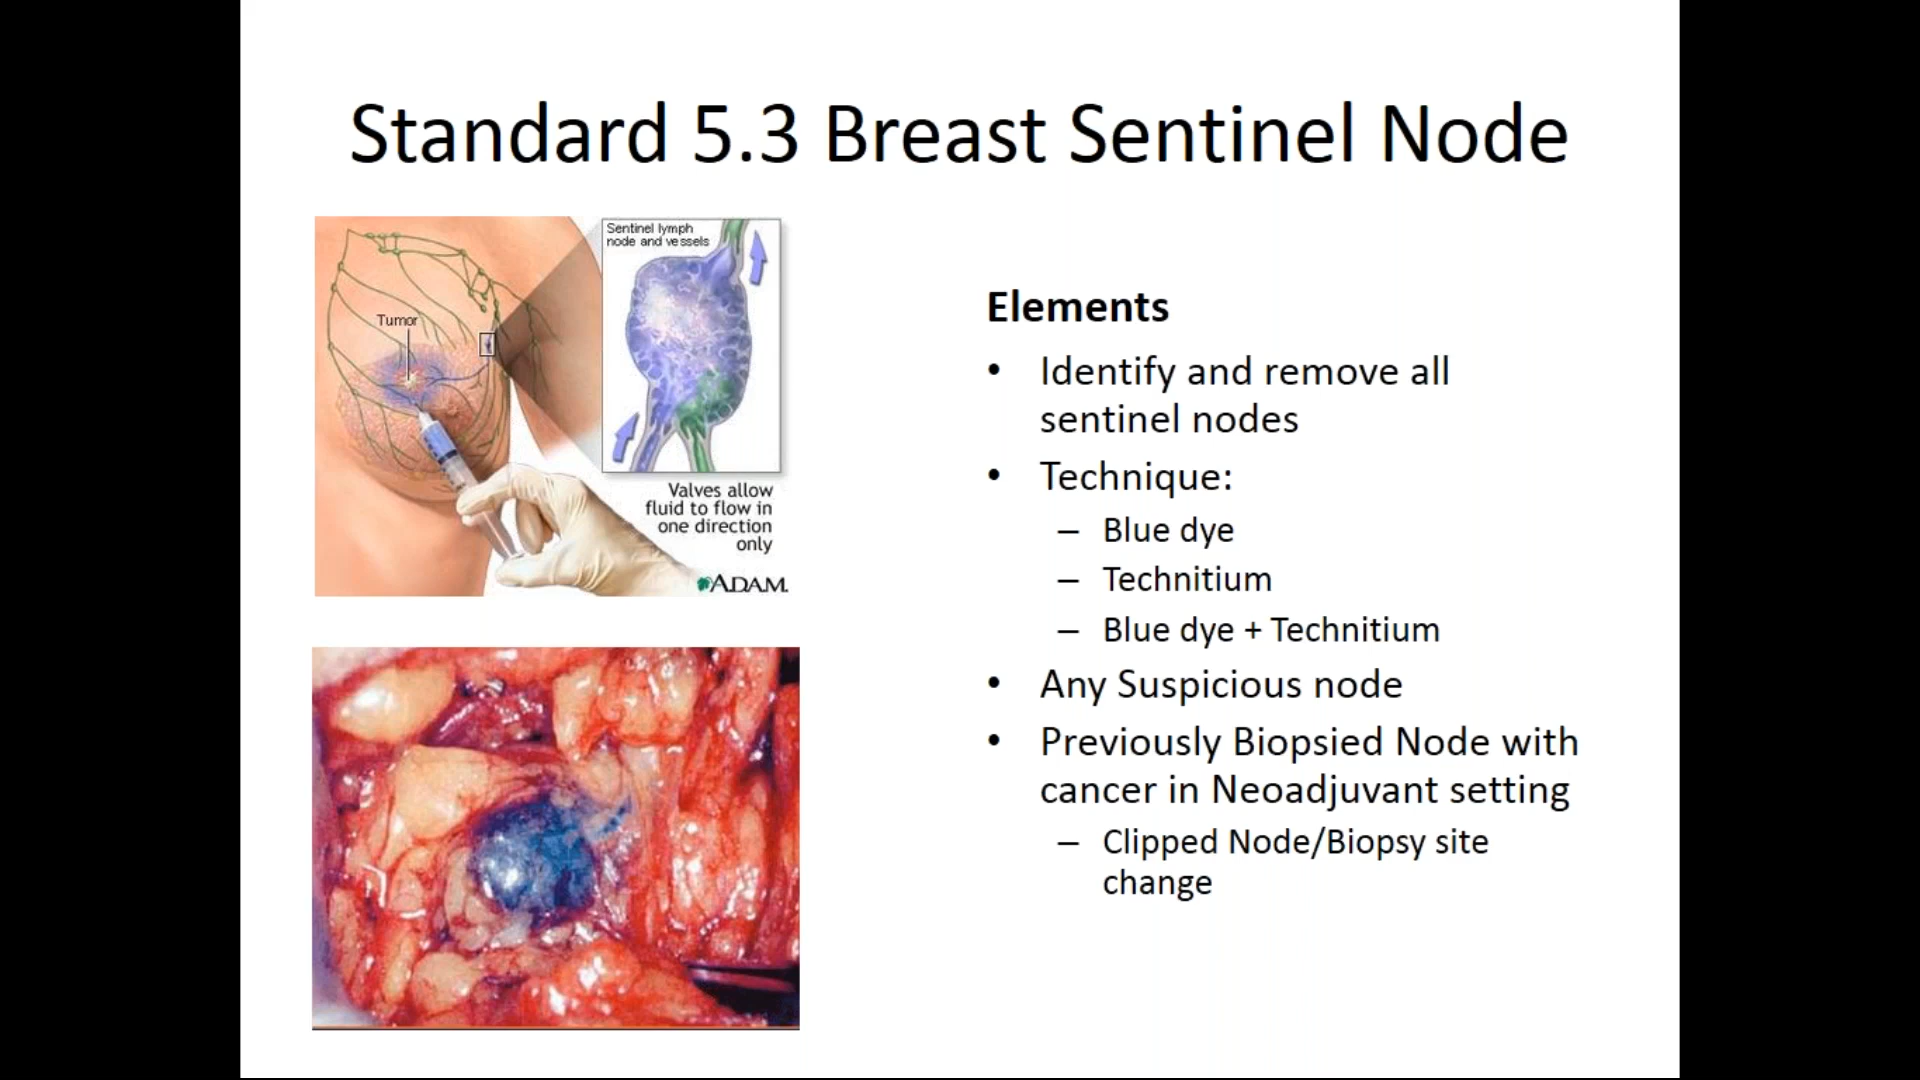 Standard 5.3 Breast Sentinel Node
Sentinel lymph
node and vessels
Tumor
Valves allow
fluid to flow in
one direction
only
ADAM.
Elements
• Identify and remove all
sentinel nodes
• Technique:
– Blue dye
– Technitium
– Blue dye + Technitium
• Any Suspicious node
• Previously Biopsied Node with
cancer in Neoadjuvant setting
– Clipped Node/Biopsy site
change